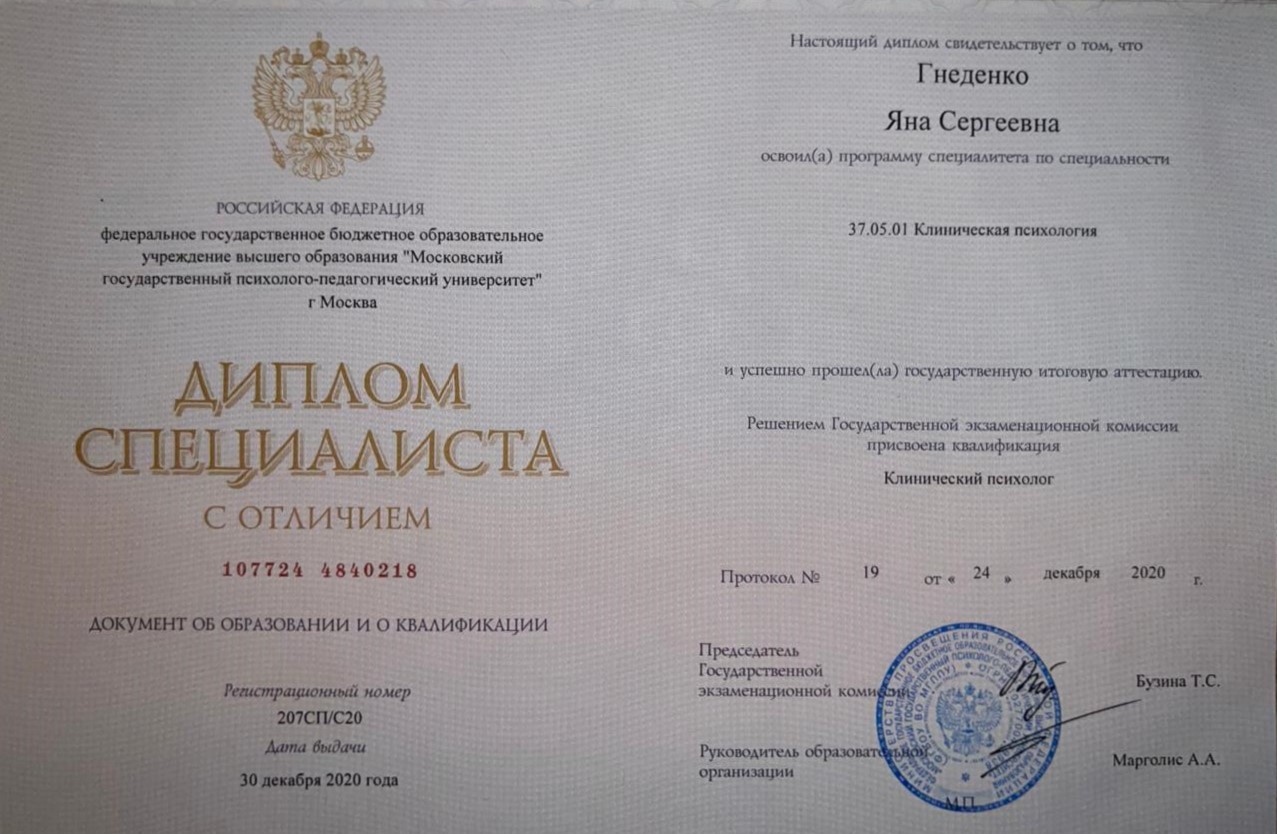 РОССИЙСКАЯ ФЕДЕРАЦИЯ
федеральное государственное бюджетное образовательное
учреждение высшего образования "Московский
государственный психолого-педагогический университет"
г Москва
ДИПЛОМ
СПЕЦИАЛИСТА
С ОТЛИЧИЕМ
107724 4840218
ДОКУМЕНТ ОБ ОБРАЗОВАНИИ И О КВАЛИФИКАЦИИ
Регистрационный номер
207СП/С20
Дата выдачи
30 декабря 2020 года
Настоящий диплом свидетельствует о том, что
Гнеденко
Яна Сергеевна
освоил(а) программу специалитета по специальности
37.05.01 Клиническая психология
и успешно прошел(ла) государственную итоговую аттестацию.
Решением Государственной экзаменационной комиссии
присвоена квалификация
Клинический психолог
Протокол № 19 от « 24 » декабря 2020 г.
Председатель
Государственной
экзаменационной комиссии
Бузина Т.С.
Руководитель образовательной
организации
Марголис А.А.
М.П.